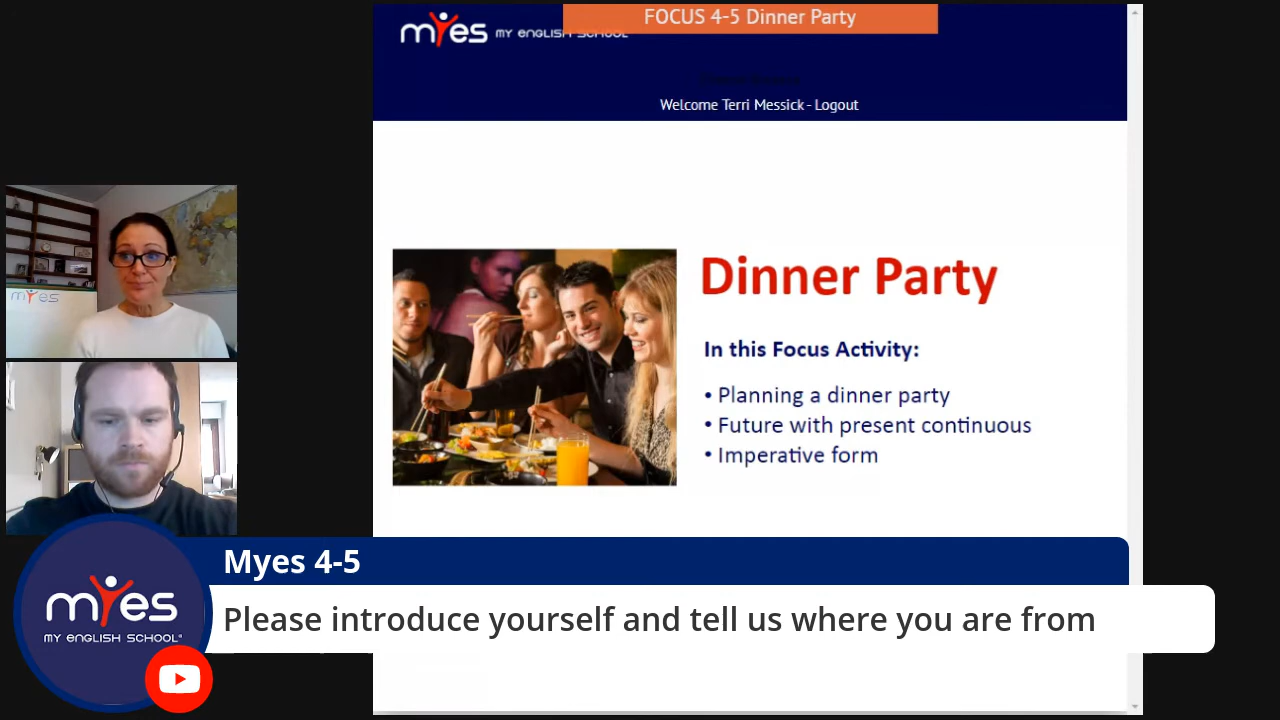 FOCUS 4-5 Dinner Party
myes MY ENGLISH SCHOOL
Welcome Terri Messick - Logout
Dinner Party
In this Focus Activity:
• Planning a dinner party
• Future with present continuous
• Imperative form
myes
Myes 4-5
Please introduce yourself and tell us where you are from
myes
MY ENGLISH SCHOOL®